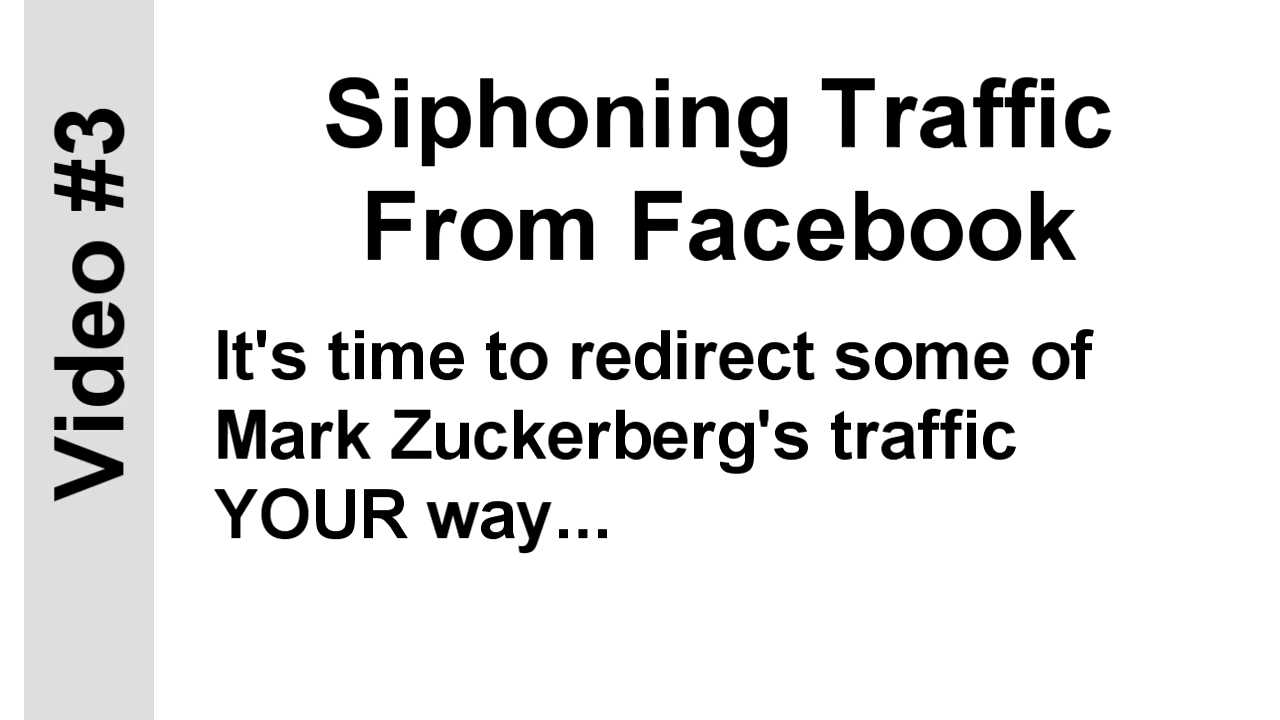 Video #3
Siphoning Traffic
From Facebook
It's time to redirect some of
Mark Zuckerberg's traffic
YOUR way...